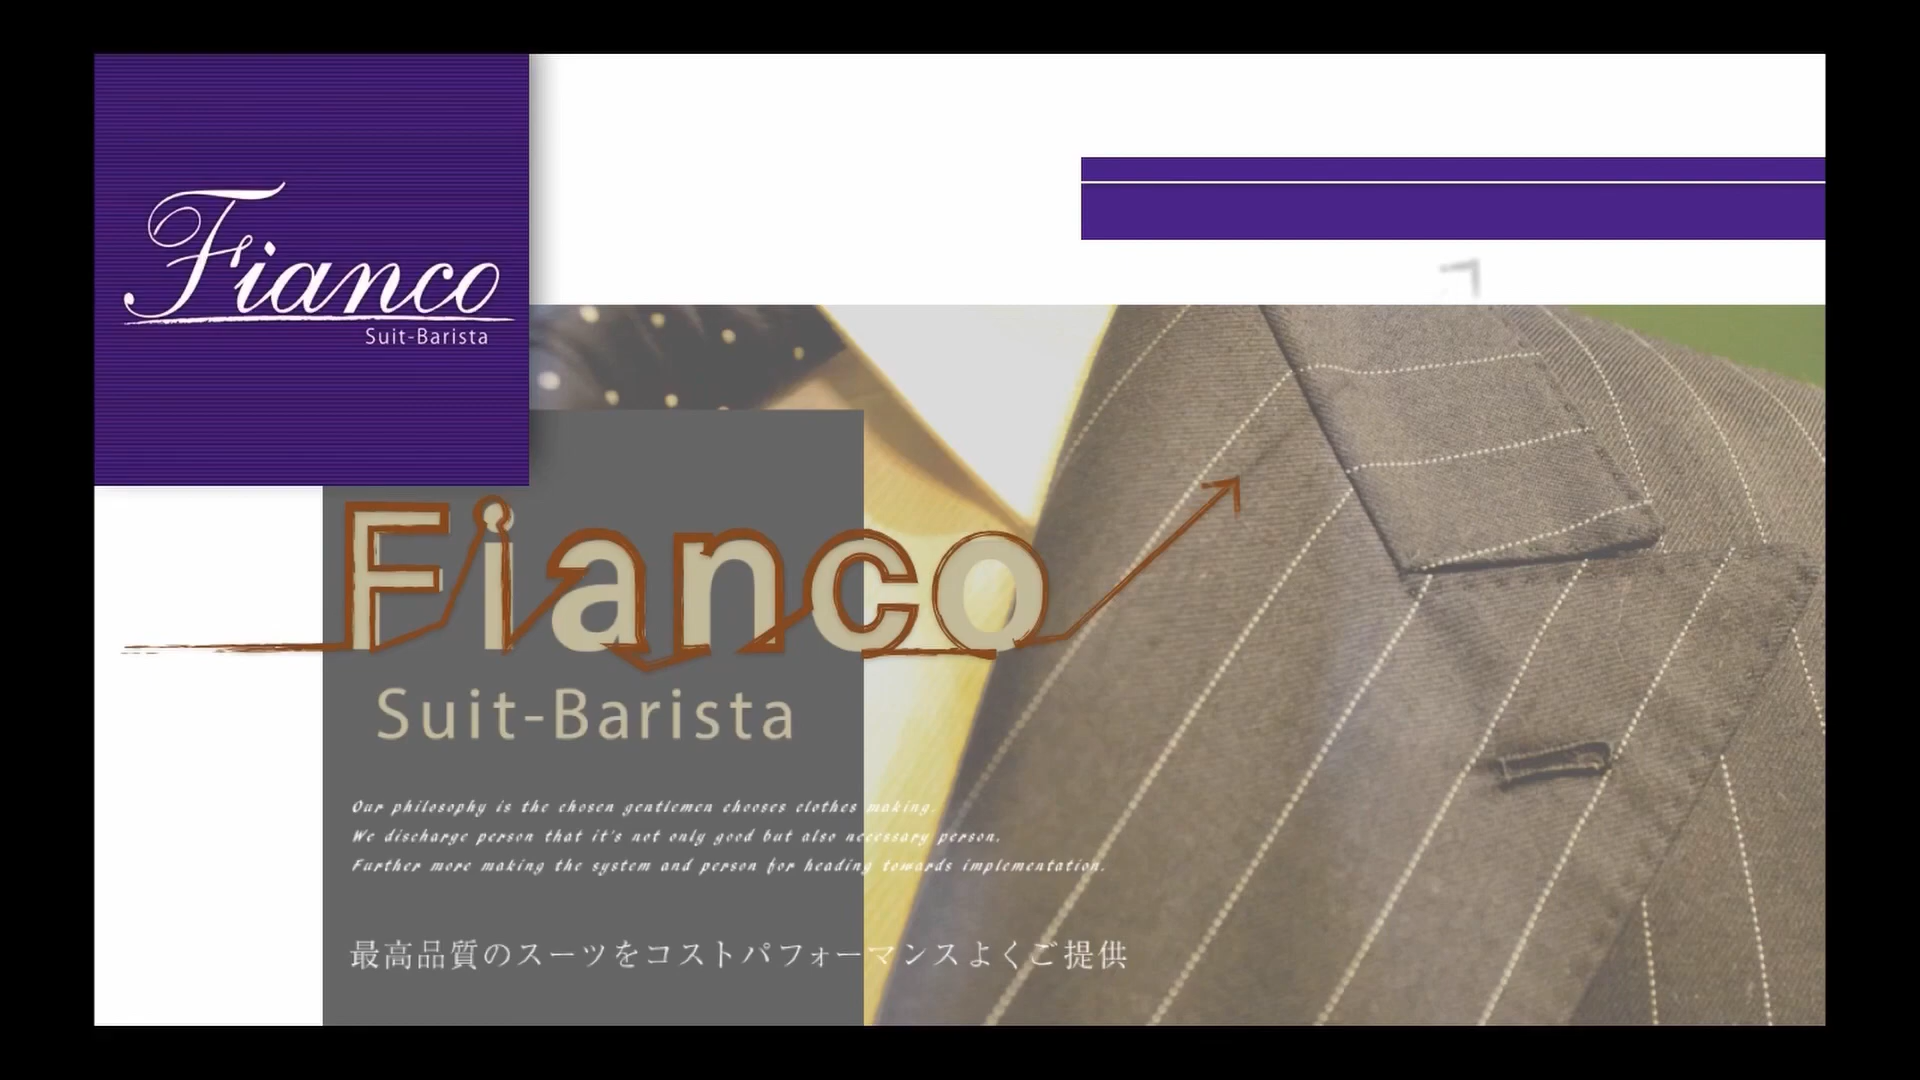 Fianco
Suit-Barista
Fianco
Suit-Barista
Our philosophy is the chosen gentlemen chooses clothes making.
We discharge person that it's not only good but also necessary person.
Further more making the system and person for heading towards implementation.
最高品質のスーツをコストパフォーマンスよくご提供